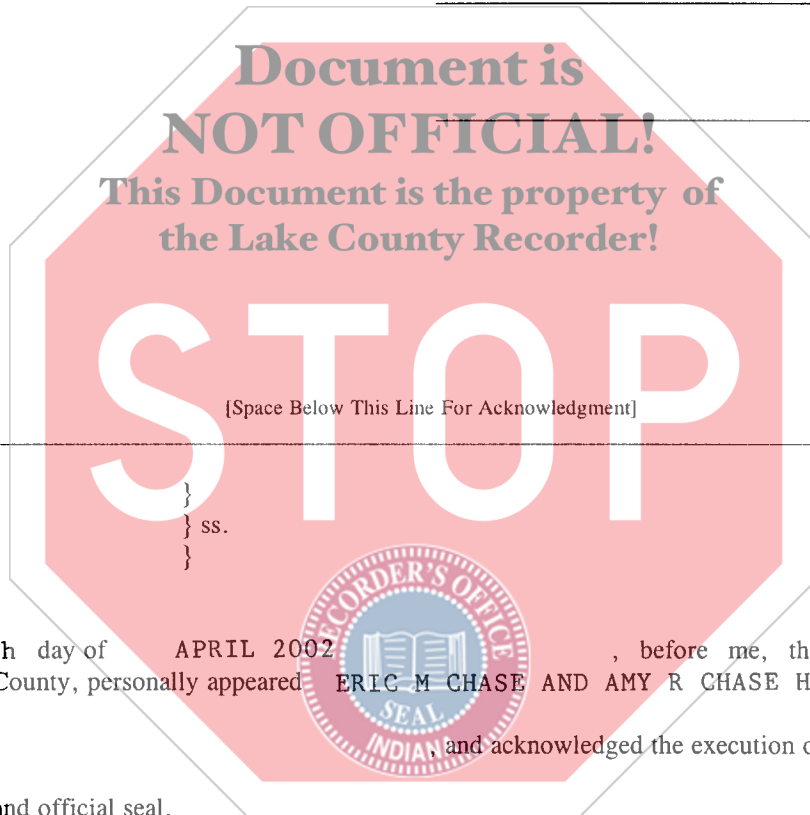 Document is
NOT OFFICIAL!
This Document is the property of
the Lake County Recorder!
STOP
[Space Below This Line For Acknowledgment]
}
} ss.
}
RECORDER'S OFFICE
h day of APRIL 2002 , before me, th
County, personally appeared ERIC M CHASE AND AMY R CHASE H
SEAL
INDIANA
, and acknowledged the execution o
and official seal.